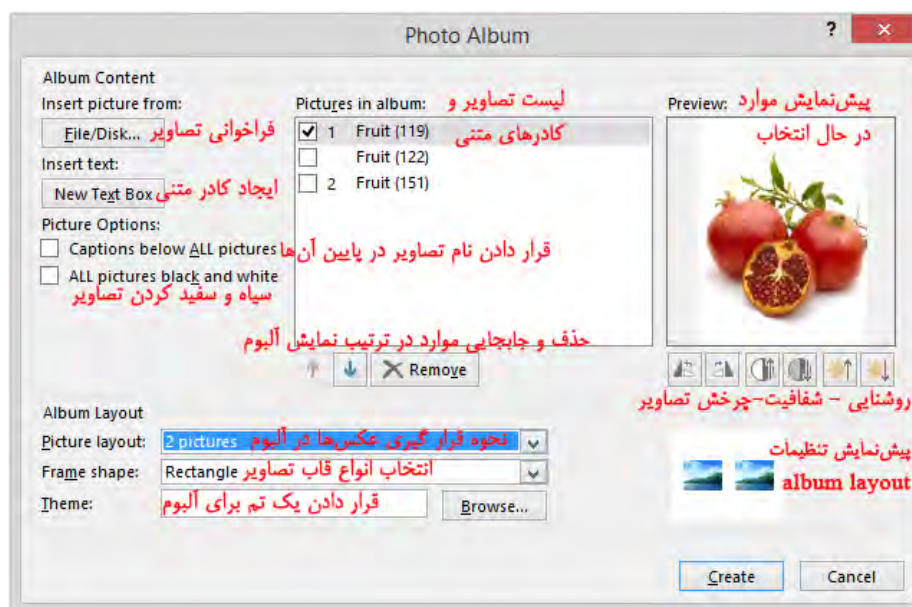 Photo Album
?
×
Album Content
Insert picture from:
File/Disk...
فراخوانی تصاویر
Insert text:
New Text Box
ایجاد کادر متنی
Picture Options:
Captions below ALL pictures
قرار دادن نام تصاویر در پایین آن‌ها
ALL pictures black and white
سیاه و سفید کردن تصاویر
Pictures in album:
لیست تصاویر و
کادرهای متنی
1 Fruit (119)
Fruit (122)
2 Fruit (151)
حذف و جابجایی موارد در ترتیب نمایش آلبوم
Remove
Preview:
پیش‌نمایش موارد
در حال انتخاب
روشنایی - شفافیت-چرخش تصاویر
Album Layout
Picture layout:
2 pictures
نحوه قرار گیری عکس‌ها در آلبوم
Frame shape:
Rectangle
انتخاب انواع قاب تصاویر
Theme:
قرار دادن یک تم برای آلبوم
Browse...
پیش‌نمایش تنظیمات
album layout
Create
Cancel